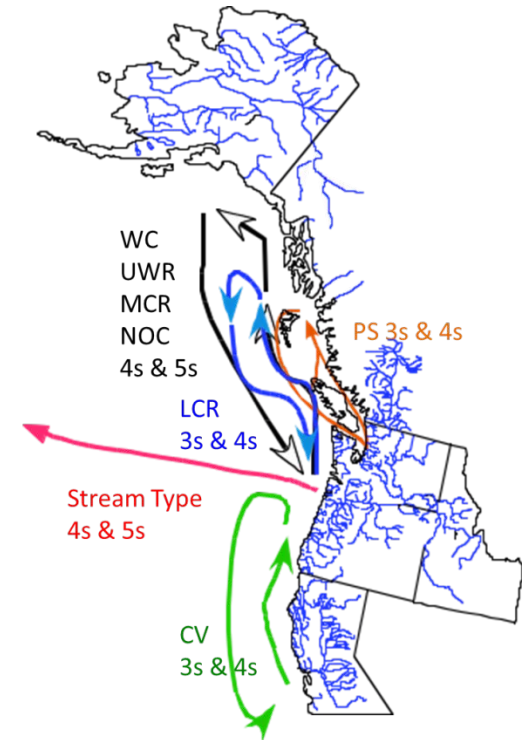 WC
UWR
MCR
NOC
4s & 5s
PS 3s & 4s
LCR
3s & 4s
Stream Type
4s & 5s
CV
3s & 4s